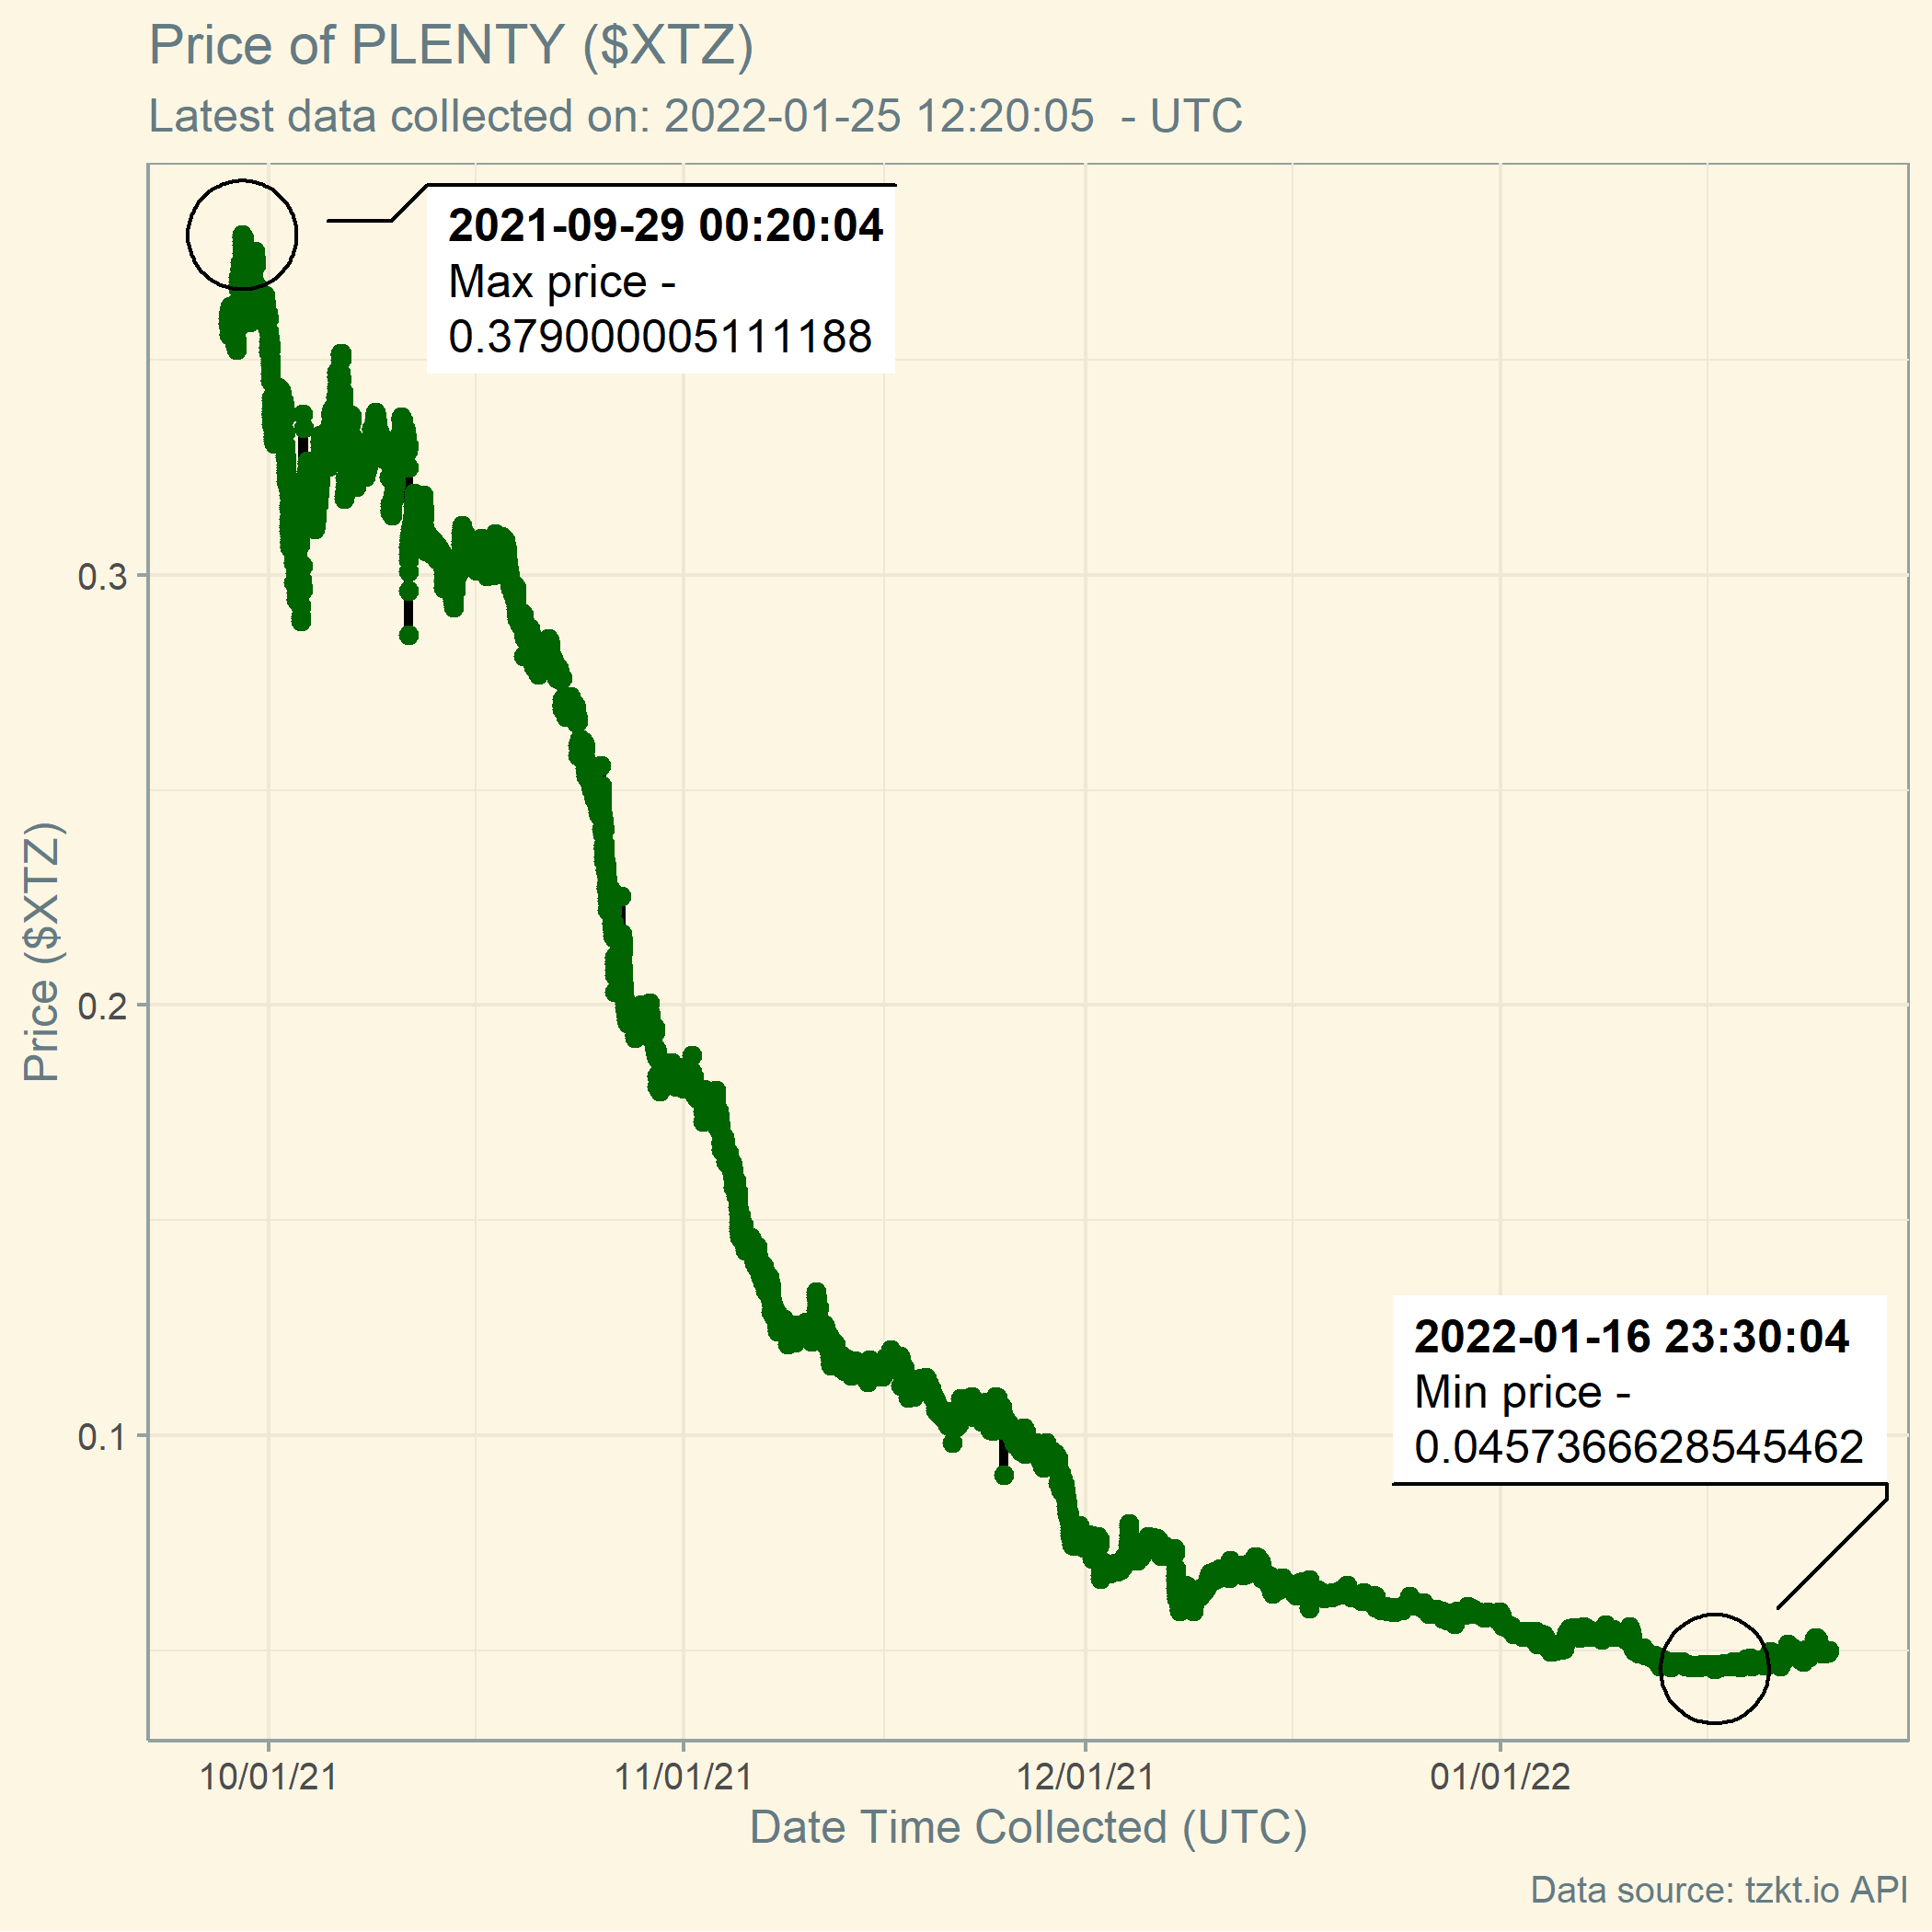 Price of PLENTY ($XTZ)
Latest data collected on: 2022-01-25 12:20:05  - UTC
2021-09-29 00:20:04
Max price -
0.379000005111188
0.3
0.2
0.1
Price ($XTZ)
2022-01-16 23:30:04
Min price -
0.0457366628545462
10/01/21
11/01/21
12/01/21
01/01/22
Date Time Collected (UTC)
Data source: tzkt.io API